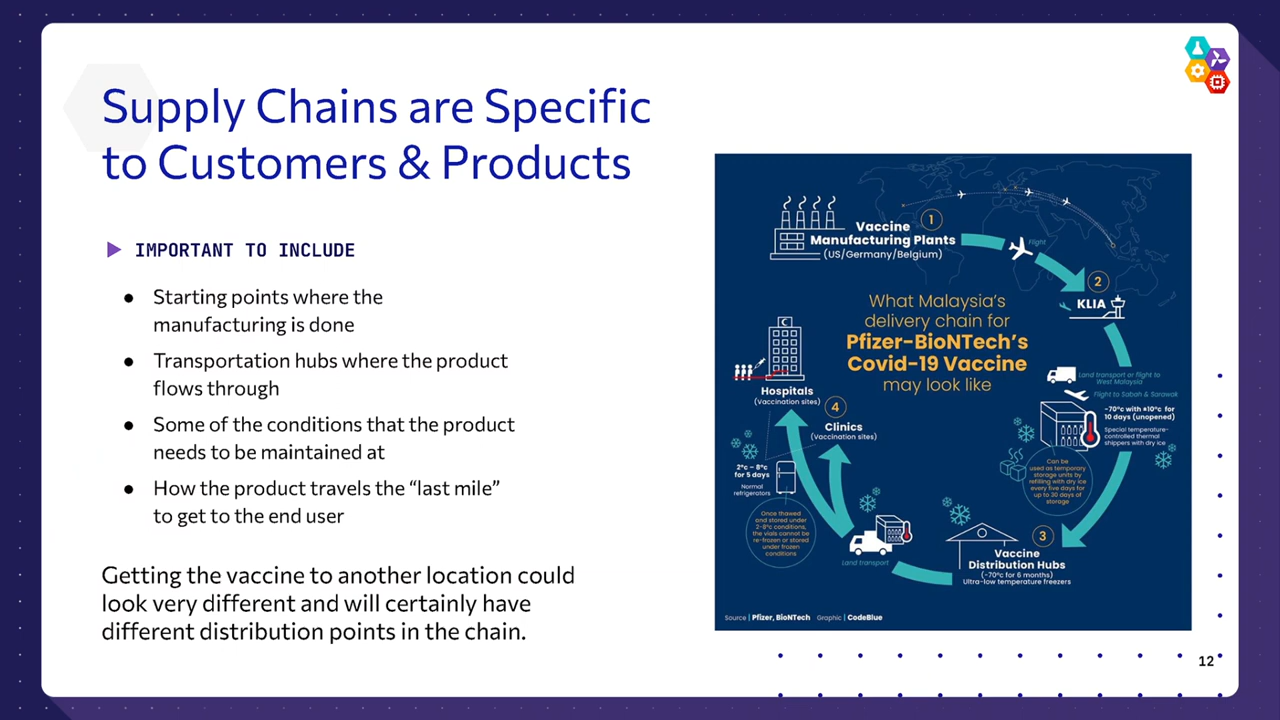 Supply Chains are Specific
to Customers & Products
IMPORTANT TO INCLUDE
Starting points where the
manufacturing is done
Transportation hubs where the product
flows through
Some of the conditions that the product
needs to be maintained at
How the product travels the “last mile”
to get to the end user
Getting the vaccine to another location could
look very different and will certainly have
different distribution points in the chain.
1
Vaccine
Manufacturing Plants
(US/Germany/Belgium)
Flight
2
KLIA
What Malaysia's
delivery chain for
Pfizer-BioNTech's
Covid-19 Vaccine
may look like
Land transport or flight to
West Malaysia
Flight to Sabah & Sarawak
-70°c with ±10°c for
10 days (unopened)
Special temperature-
controlled thermal
shippers with dry ice
Can be
used as temporary
storage units by
refilling with dry ice
every five days for
up to 30 days of
storage
3
Vaccine
Distribution Hubs
(-70°c for 6 months)
Ultra-low temperature freezers
Land transport
4
Hospitals
(Vaccination sites)
Clinics
(Vaccination sites)
2°c – 8°c
for 5 days
Normal
refrigerators
Once thawed
and stored under
2-8°c conditions,
the vials cannot be
re-frozen or stored
under frozen
conditions
Source | Pfizer, BioNTech Graphic | CodeBlue
12